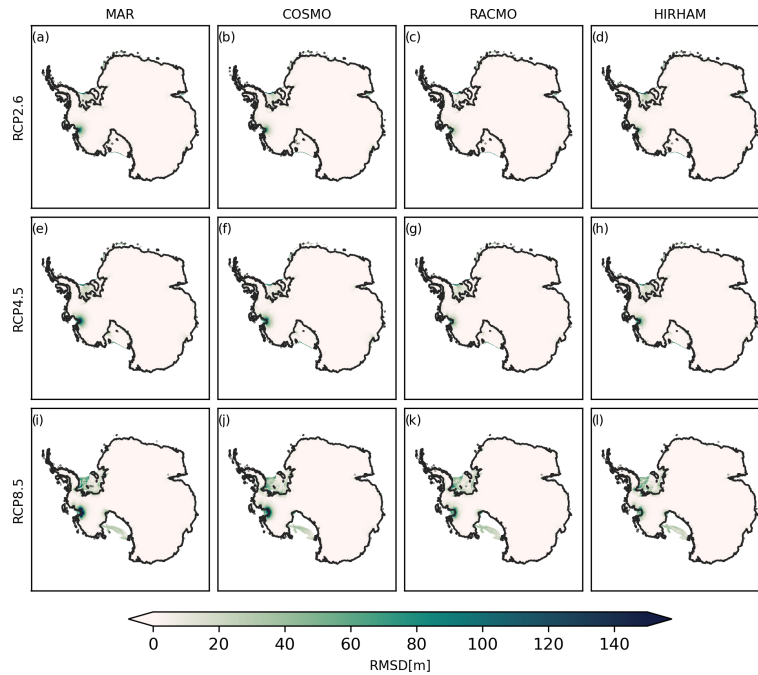 MAR COSMO RACMO HIRHAM
RCP2.6
(a) (b) (c) (d)
RCP4.5
(e) (f) (g) (h)
RCP8.5
(i) (j) (k) (l)
0 20 40 60 80 100 120 140
RMSD[m]